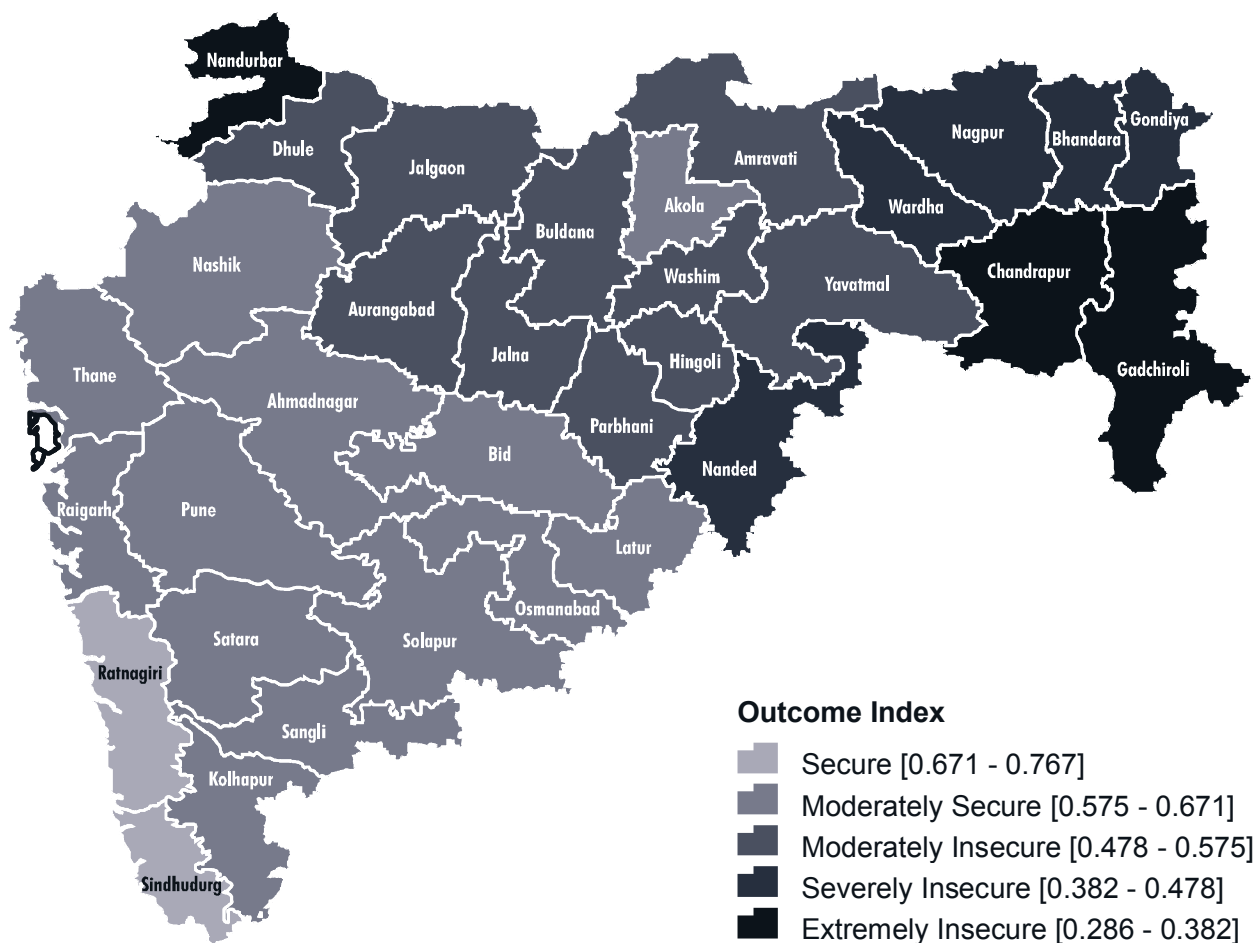 Nandurbar
Dhule
Jalgaon
Buldana
Akola
Amravati
Nagpur
Bhandara
Gondiya
Wardha
Nashik
Aurangabad
Jalna
Washim
Yavatmal
Chandrapur
Gadchiroli
Thane
Ahmadnagar
Hingoli
Parbhani
Nanded
Bid
Raigarh
Pune
Latur
Osmanabad
Satara
Solapur
Ratnagiri
Sangli
Kolhapur
Sindhudurg
Outcome Index
Secure [0.671 - 0.767]
Moderately Secure [0.575 - 0.671]
Moderately Insecure [0.478 - 0.575]
Severely Insecure [0.382 - 0.478]
Extremely Insecure [0.286 - 0.382]